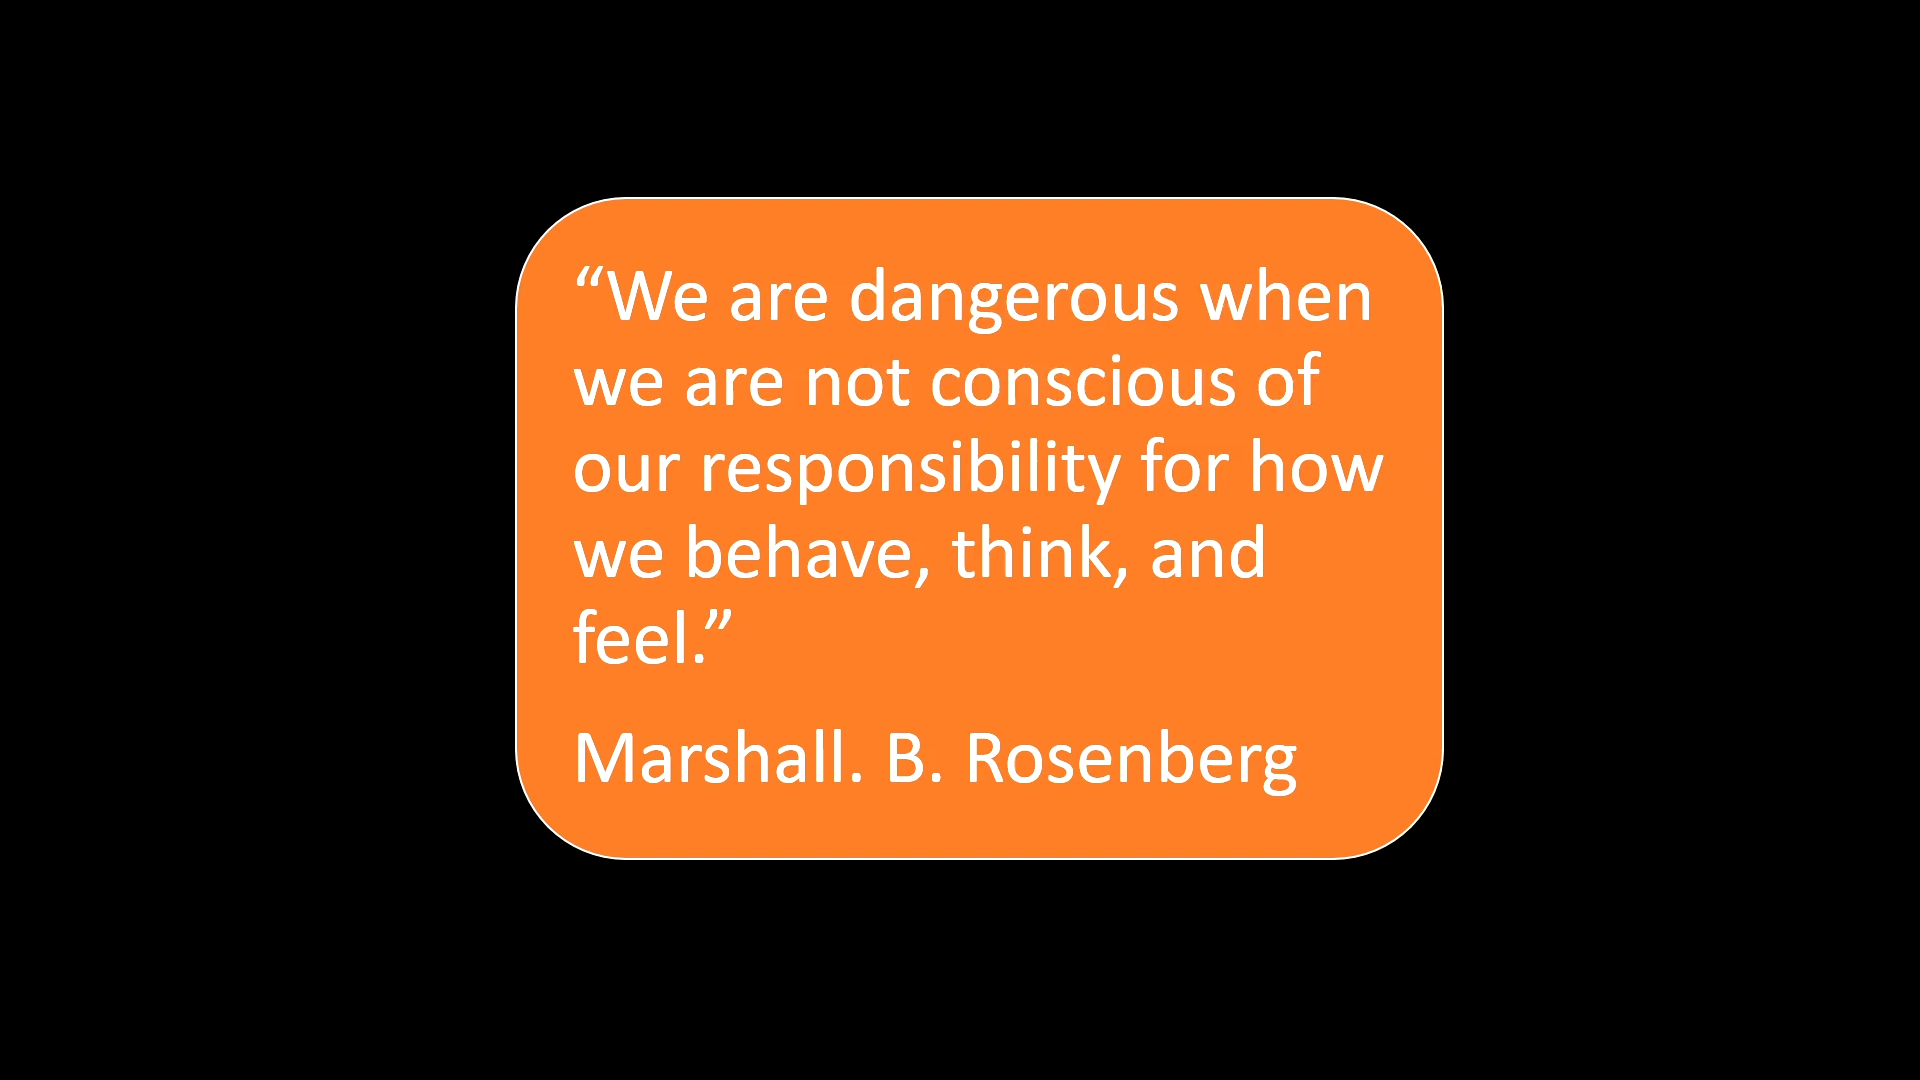 “We are dangerous when
we are not conscious of
our responsibility for how
we behave, think, and
feel.”
Marshall. B. Rosenberg